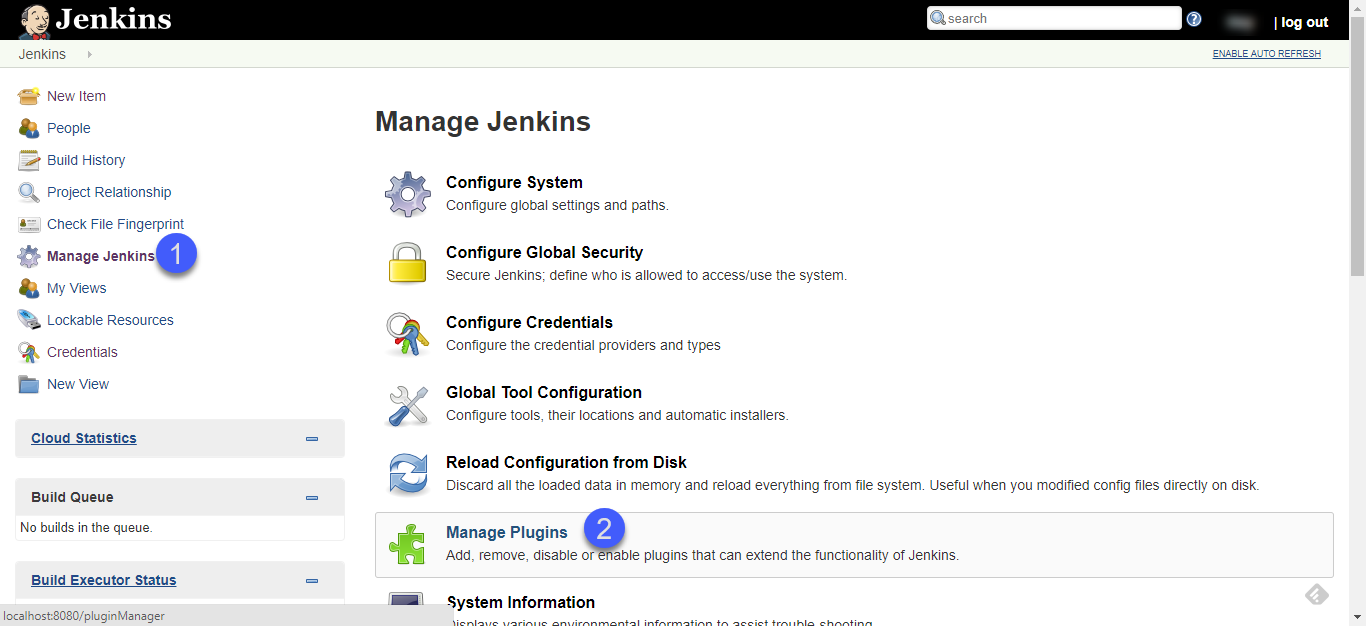 Jenkins
search
| log out
Jenkins
ENABLE AUTO REFRESH
New Item
People
Build History
Project Relationship
Check File Fingerprint
Manage Jenkins
1
My Views
Lockable Resources
Credentials
New View
Cloud Statistics
Build Queue
No builds in the queue.
Build Executor Status
localhost:8080/pluginManager
Manage Jenkins
Configure System
Configure global settings and paths.
Configure Global Security
Secure Jenkins; define who is allowed to access/use the system.
Configure Credentials
Configure the credential providers and types
Global Tool Configuration
Configure tools, their locations and automatic installers.
Reload Configuration from Disk
Discard all the loaded data in memory and reload everything from file system. Useful when you modified config files directly on disk.
Manage Plugins
2
Add, remove, disable or enable plugins that can extend the functionality of Jenkins.
System Information
Displays various environmental information to assist trouble-shooting.